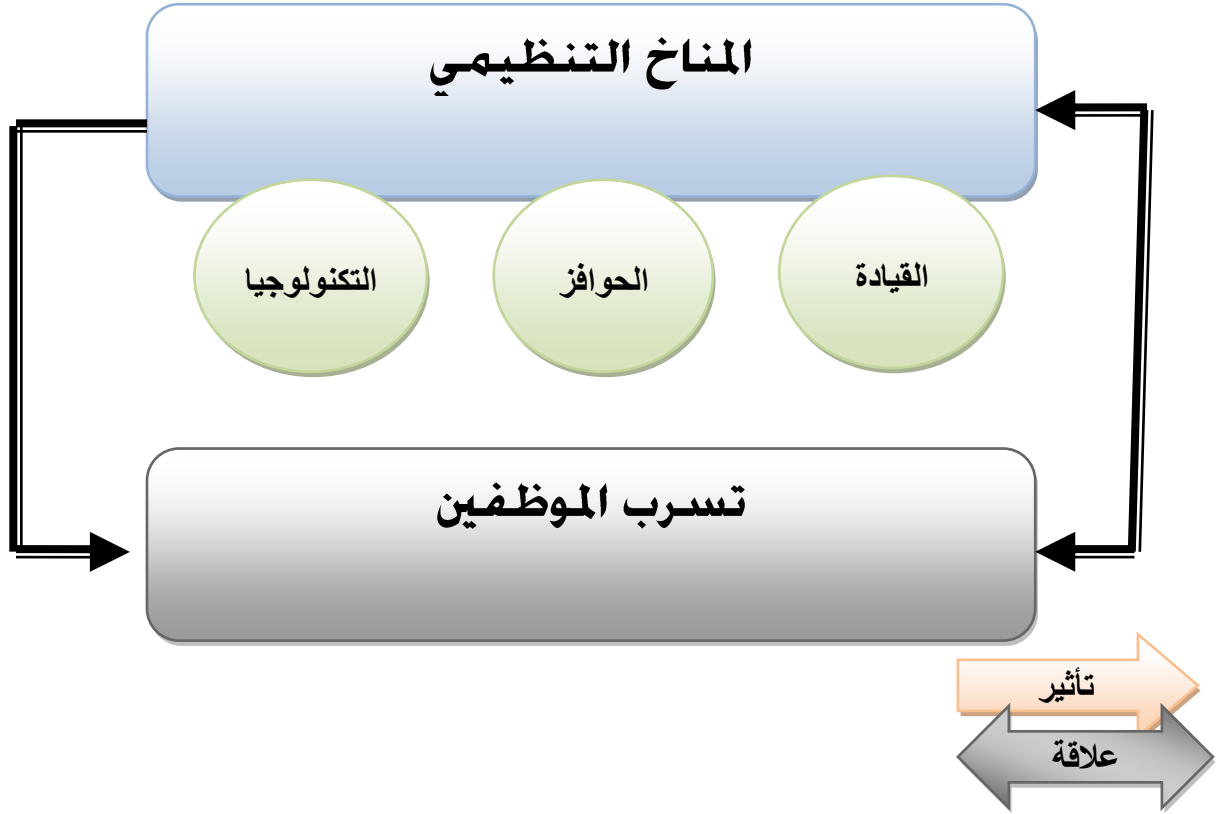 المناخ التنظيمي
القيادة
الحوافز
التكنولوجيا
تسرب الموظفين
تأثير
علاقة